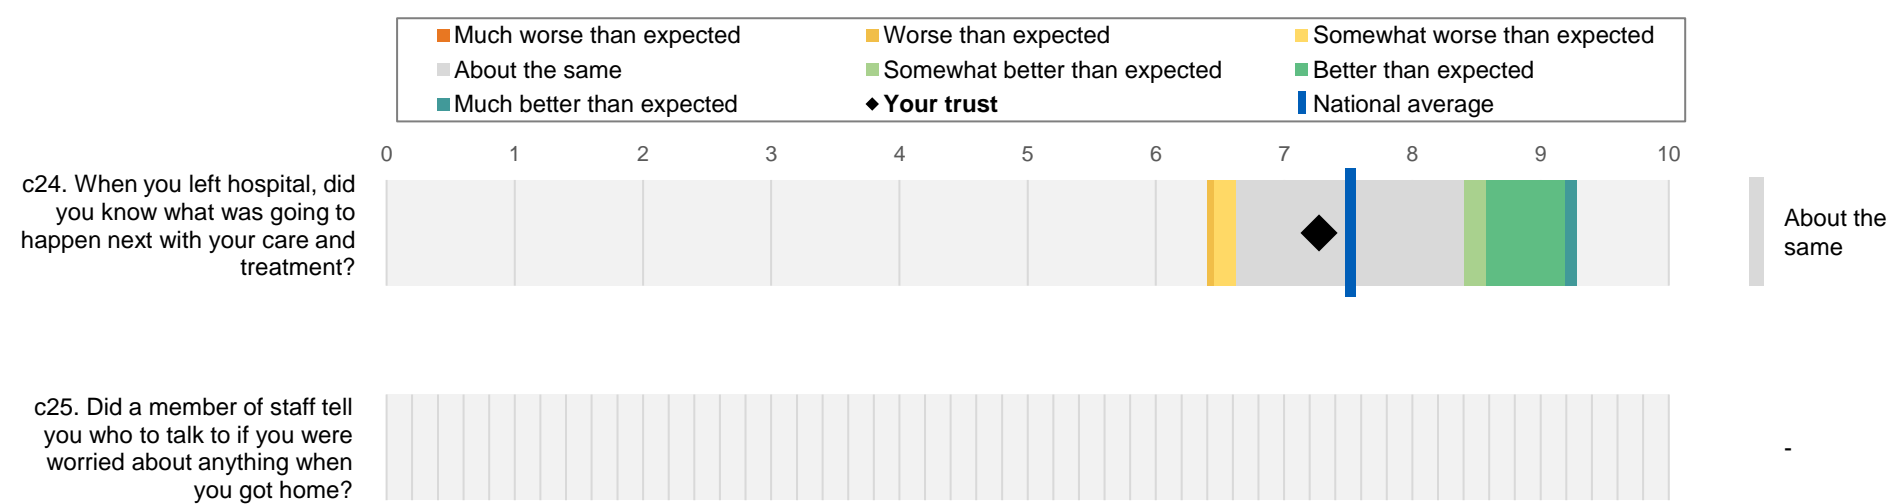 Much worse than expected
Worse than expected
Somewhat worse than expected
About the same
Somewhat better than expected
Better than expected
Much better than expected
Your trust
National average
0 1 2 3 4 5 6 7 8 9 10
c24. When you left hospital, did
you know what was going to
happen next with your care and
treatment?
About the
same
c25. Did a member of staff tell
you who to talk to if you were
worried about anything when
you got home?
-